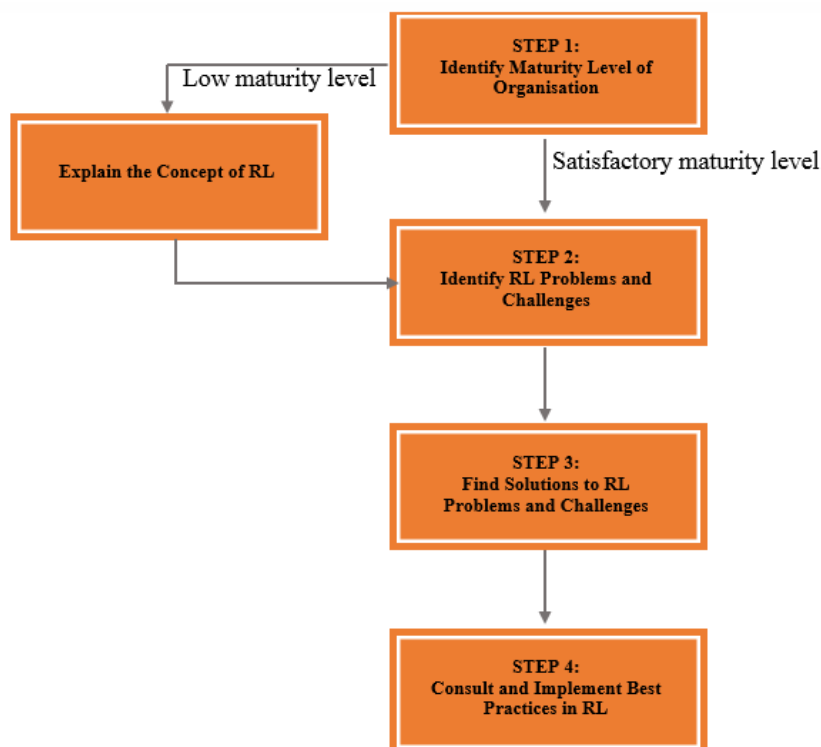 STEP 1:
Identify Maturity Level of
Organisation
Low maturity level
Explain the Concept of RL
Satisfactory maturity level
STEP 2:
Identify RL Problems and
Challenges
STEP 3:
Find Solutions to RL
Problems and Challenges
STEP 4:
Consult and Implement Best
Practices in RL